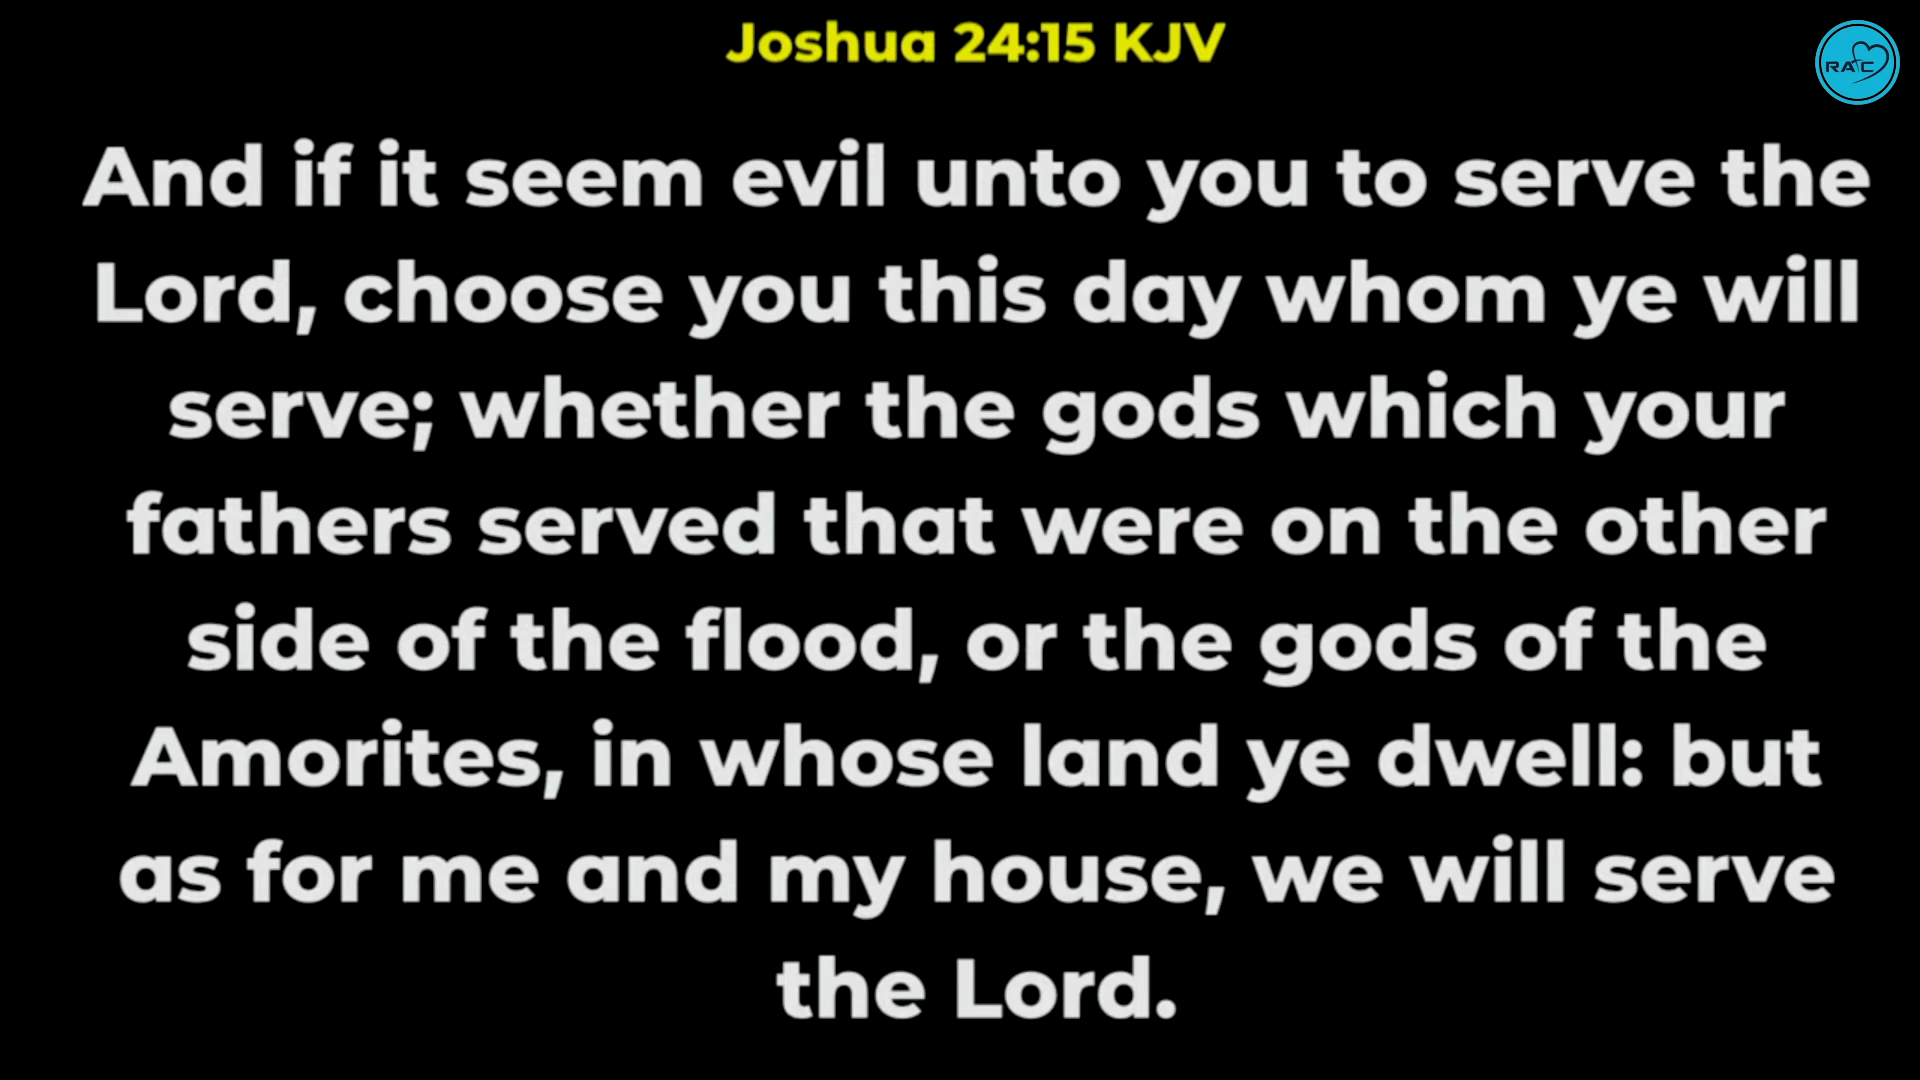 Joshua 24:15 KJV
RAfC
And if it seem evil unto you to serve the
Lord, choose you this day whom ye will
serve; whether the gods which your
fathers served that were on the other
side of the flood, or the gods of the
Amorites, in whose land ye dwell: but
as for me and my house, we will serve
the Lord.